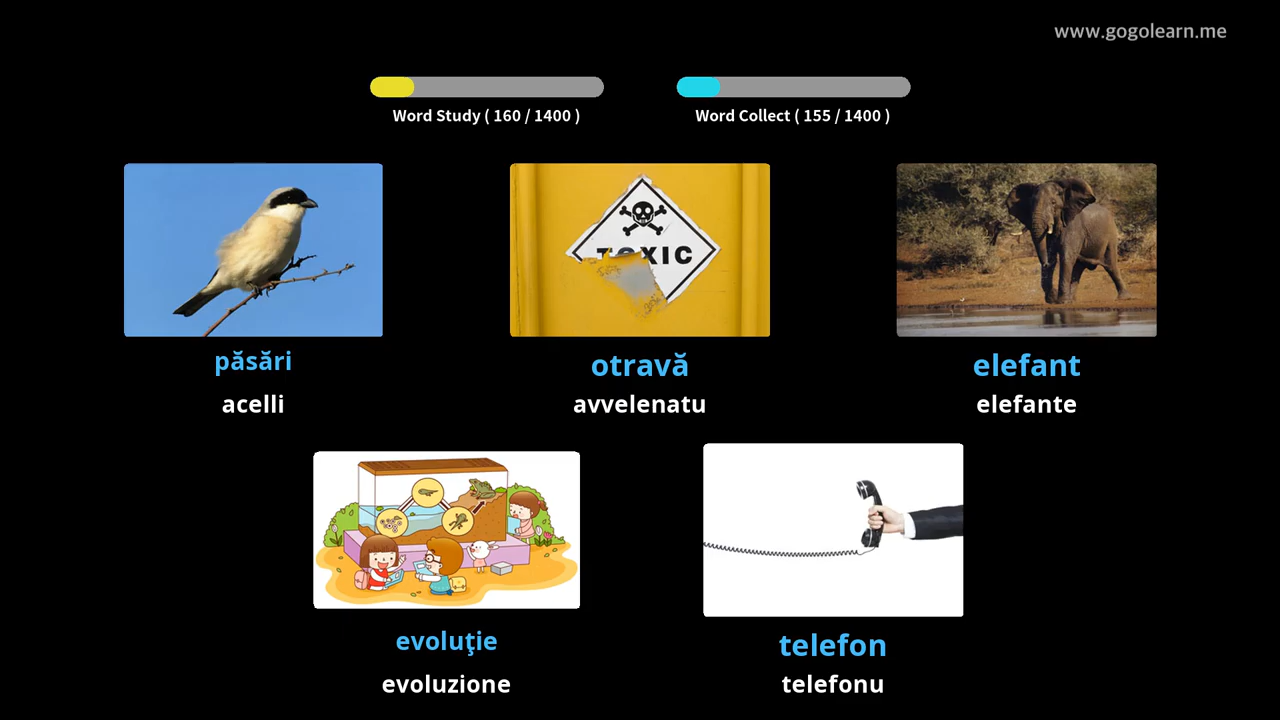 www.gogolearn.me
Word Study ( 160 / 1400 )
Word Collect ( 155 / 1400 )
TOXIC
păsări
otravă
elefant
acelli
avvelenatu
elefante
evoluţie
telefon
evoluzione
telefonu